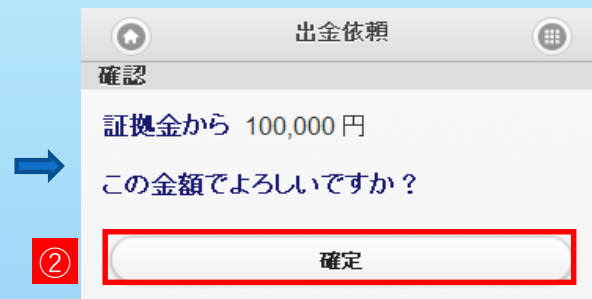 出金依頼
確認
証拠金から 100,000 円
この金額でよろしいですか？
② 確定